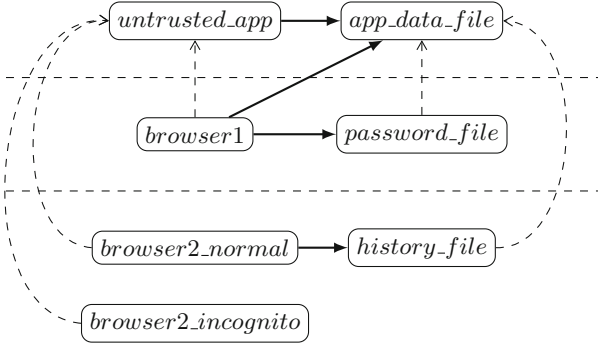 untrusted_app app_data_file
browser1 password_file
browser2_normal history_file
browser2_incognito